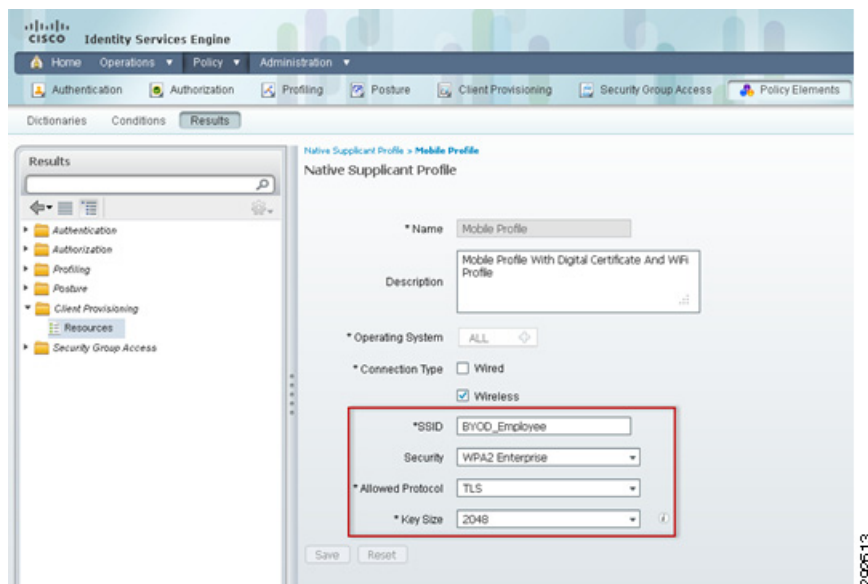 CISCO Identity Services Engine
Home Operations Policy Administration
Authentication Authorization Profiling Posture Client Provisioning Security Group Access Policy Elements
Dictionaries Conditions Results
Results
Authentication
Authorization
Profiling
Posture
Client Provisioning
Resources
Security Group Access
Native Supplicant Profile > Mobile Profile
Native Supplicant Profile
* Name Mobile Profile
Description Mobile Profile With Digital Certificate And WiFi
Profile
* Operating System ALL
* Connection Type Wired
Wireless
*SSID BYOD_Employee
Security WPA2 Enterprise
* Allowed Protocol TLS
* Key Size 2048
Save Reset